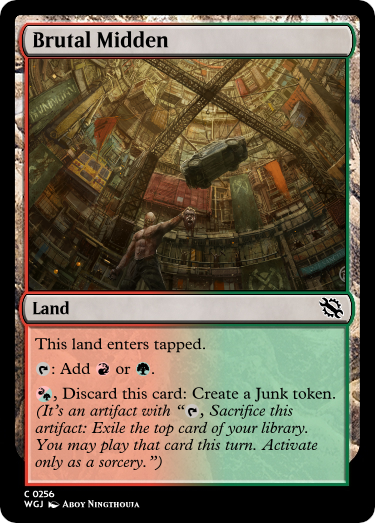 Brutal Midden
Land
This land enters tapped.
: Add or .
, Discard this card: Create a Junk token.
(It's an artifact with “, Sacrifice this
artifact: Exile the top card of your library.
You may play that card this turn. Activate
only as a sorcery.”)
C 0256
WGJ Aboy Ningthouja